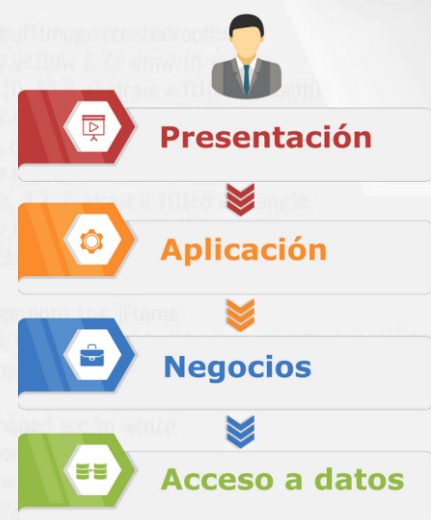 Presentación
Aplicación
Negocios
Acceso a datos